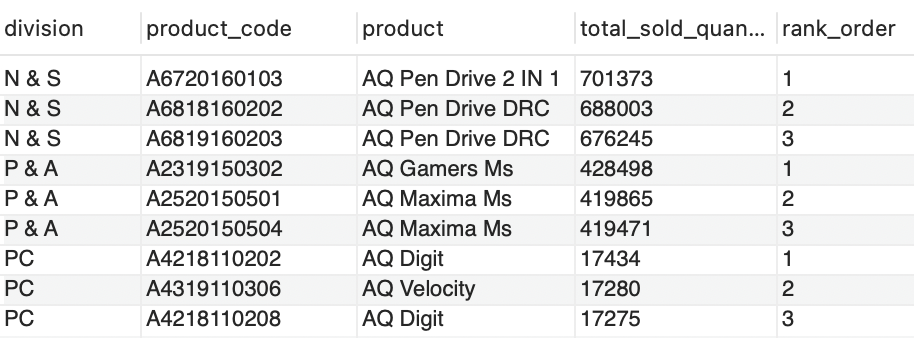 division product_code product total_sold_quan... rank_order
N & S A6720160103 AQ Pen Drive 2 IN 1 701373 1
N & S A6818160202 AQ Pen Drive DRC 688003 2
N & S A6819160203 AQ Pen Drive DRC 676245 3
P & A A2319150302 AQ Gamers Ms 428498 1
P & A A2520150501 AQ Maxima Ms 419865 2
P & A A2520150504 AQ Maxima Ms 419471 3
PC A4218110202 AQ Digit 17434 1
PC A4319110306 AQ Velocity 17280 2
PC A4218110208 AQ Digit 17275 3